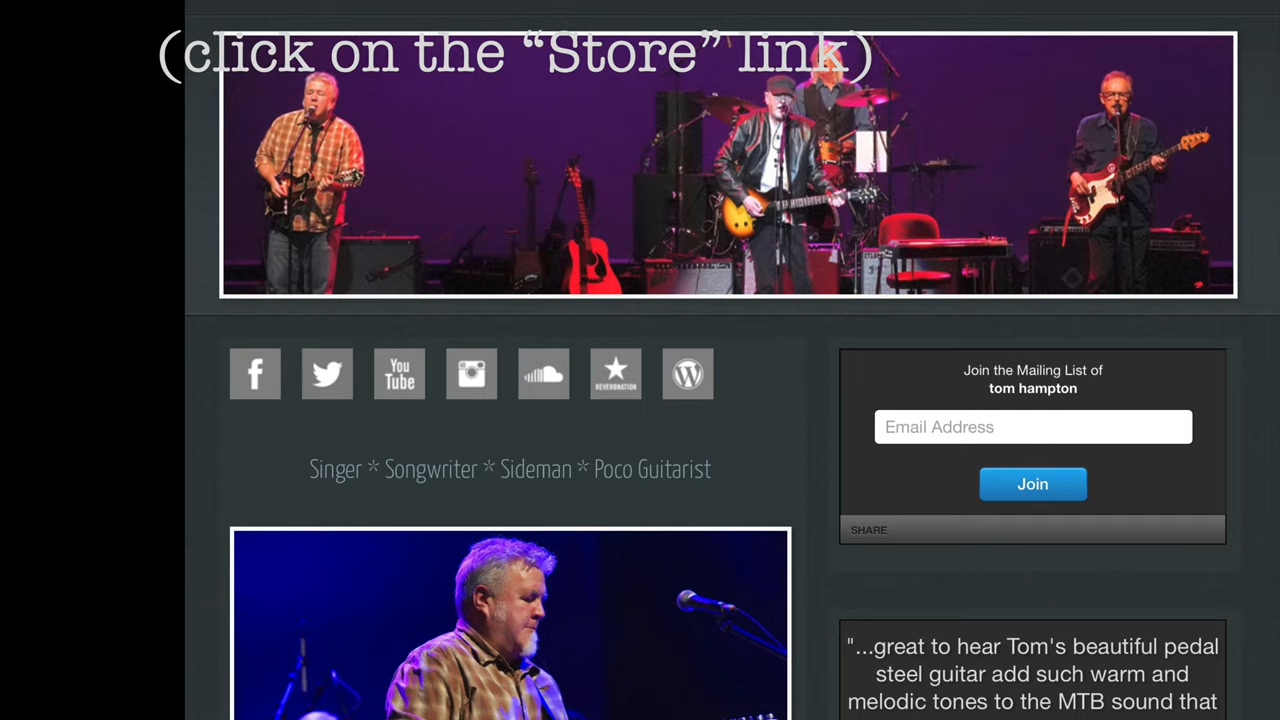 (click on the “Store” link)
f
You
Tube
REVERBNATION
W
Singer * Songwriter * Sideman * Poco Guitarist
Join the Mailing List of
tom hampton
Email Address
Join
SHARE
"...great to hear Tom's beautiful pedal
steel guitar add such warm and
melodic tones to the MTB sound that